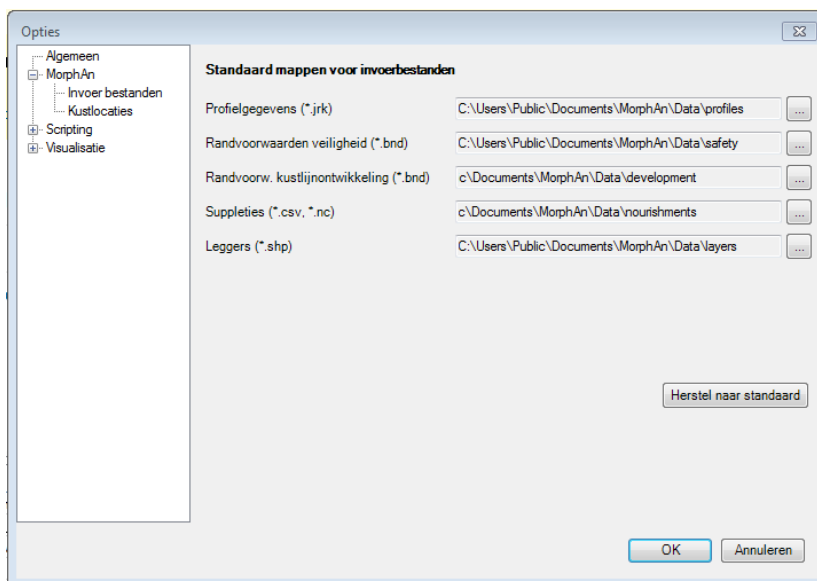 Opties
Algemeen
MorphAn
Invoer bestanden
Kustlocaties
Scripting
Visualisatie
Standaard mappen voor invoerbestanden
Profielgegevens (*.jrk) C:\Users\Public\Documents\MorphAn\Data\profiles ...
Randvoorwaarden veiligheid (*.bnd) C:\Users\Public\Documents\MorphAn\Data\safety ...
Randvoorw. kustlijnontwikkeling (*.bnd) c\Documents\MorphAn\Data\development ...
Suppleties (*.csv, *.nc) c\Documents\MorphAn\Data\nourishments ...
Leggers (*.shp) C:\Users\Public\Documents\MorphAn\Data\layers ...
Herstel naar standaard
OK Annuleren